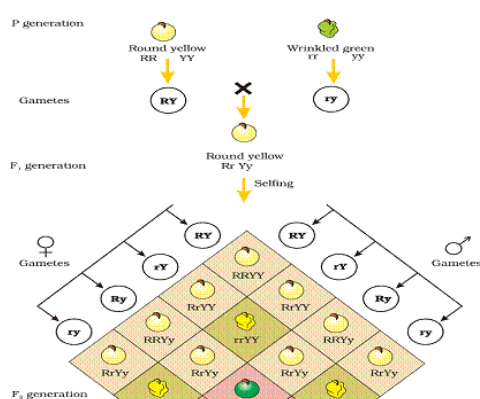 P generation
Round yellow
RR YY
Wrinkled green
rr yy
Gametes
RY
ry
F₁ generation
Round yellow
Rr Yy
Selfing
♀
Gametes
♂
Gametes
RY
RY
rY
rY
Ry
Ry
ry
ry
RRYY
RrYY
RrYY
RRYy
rrYY
RRYy
RrYy
RrYy
RrYy
RrYy
F₂ generation